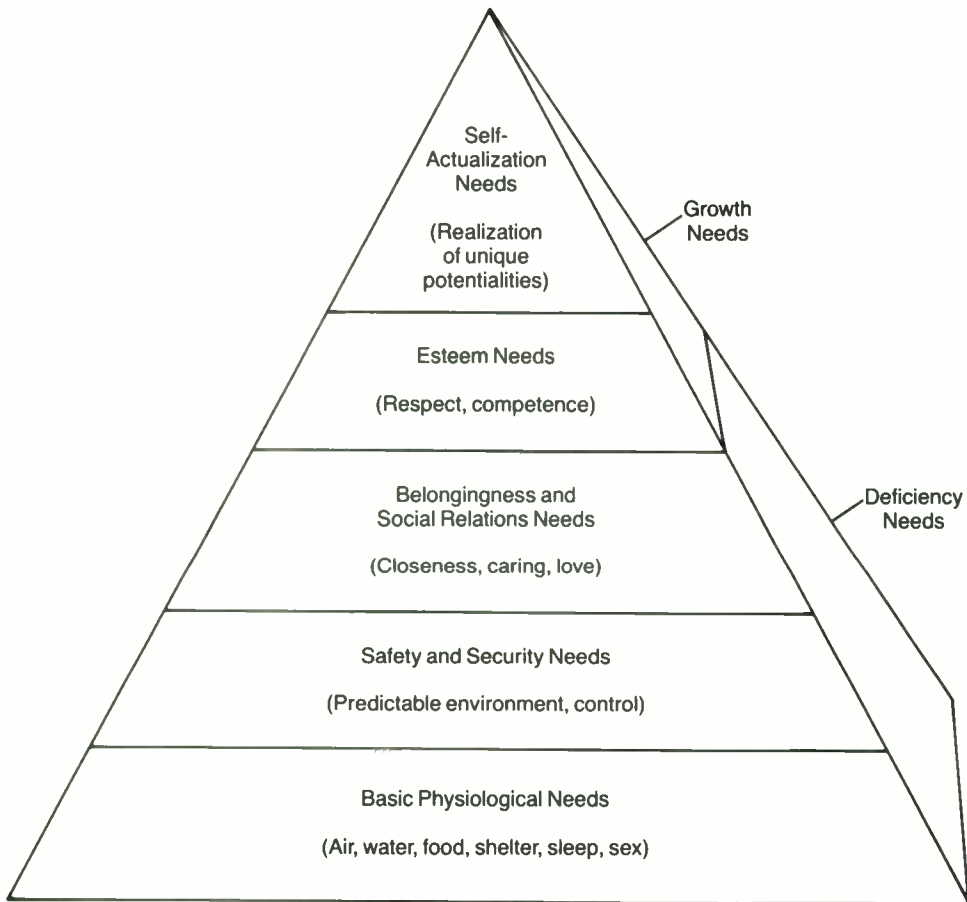 Self-
Actualization
Needs
(Realization
of unique
potentialities)
Growth
Needs
Esteem Needs
(Respect, competence)
Belongingness and
Social Relations Needs
(Closeness, caring, love)
Deficiency
Needs
Safety and Security Needs
(Predictable environment, control)
Basic Physiological Needs
(Air, water, food, shelter, sleep, sex)